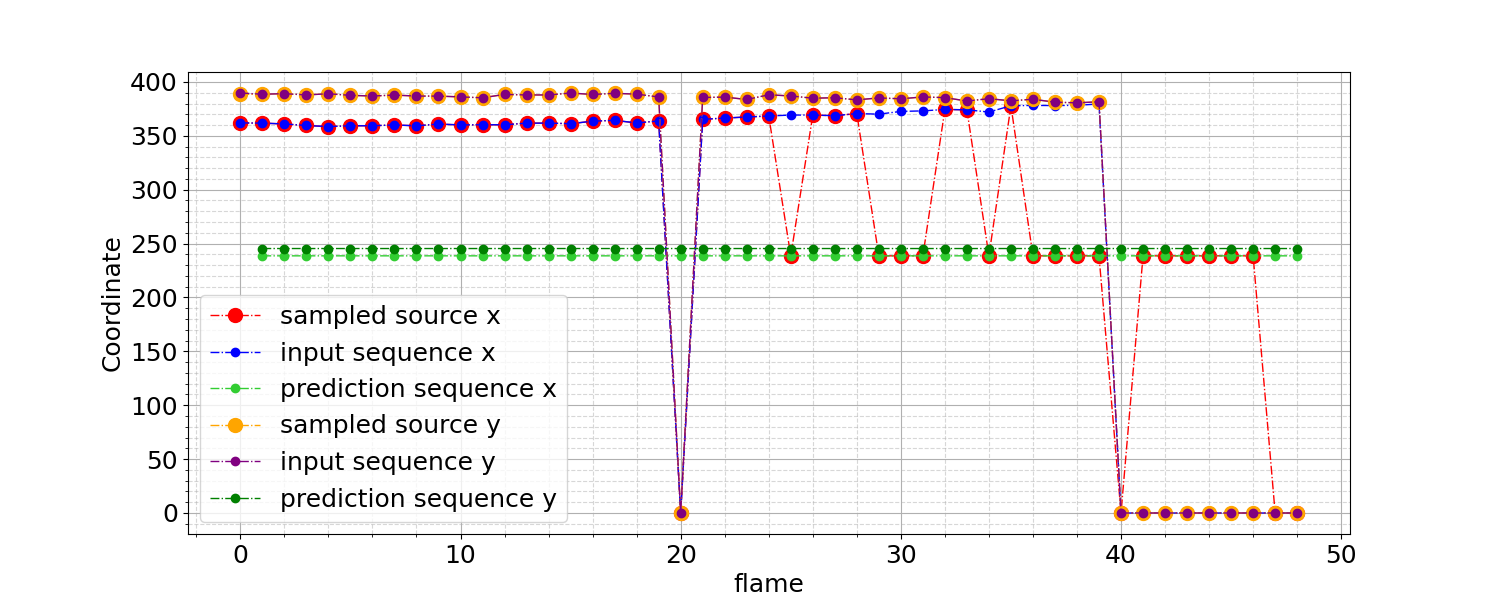 400
350
300
250
200
150
100
50
0
Coordinate
sampled source x
input sequence x
prediction sequence x
sampled source y
input sequence y
prediction sequence y
0 10 20 30 40 50
flame